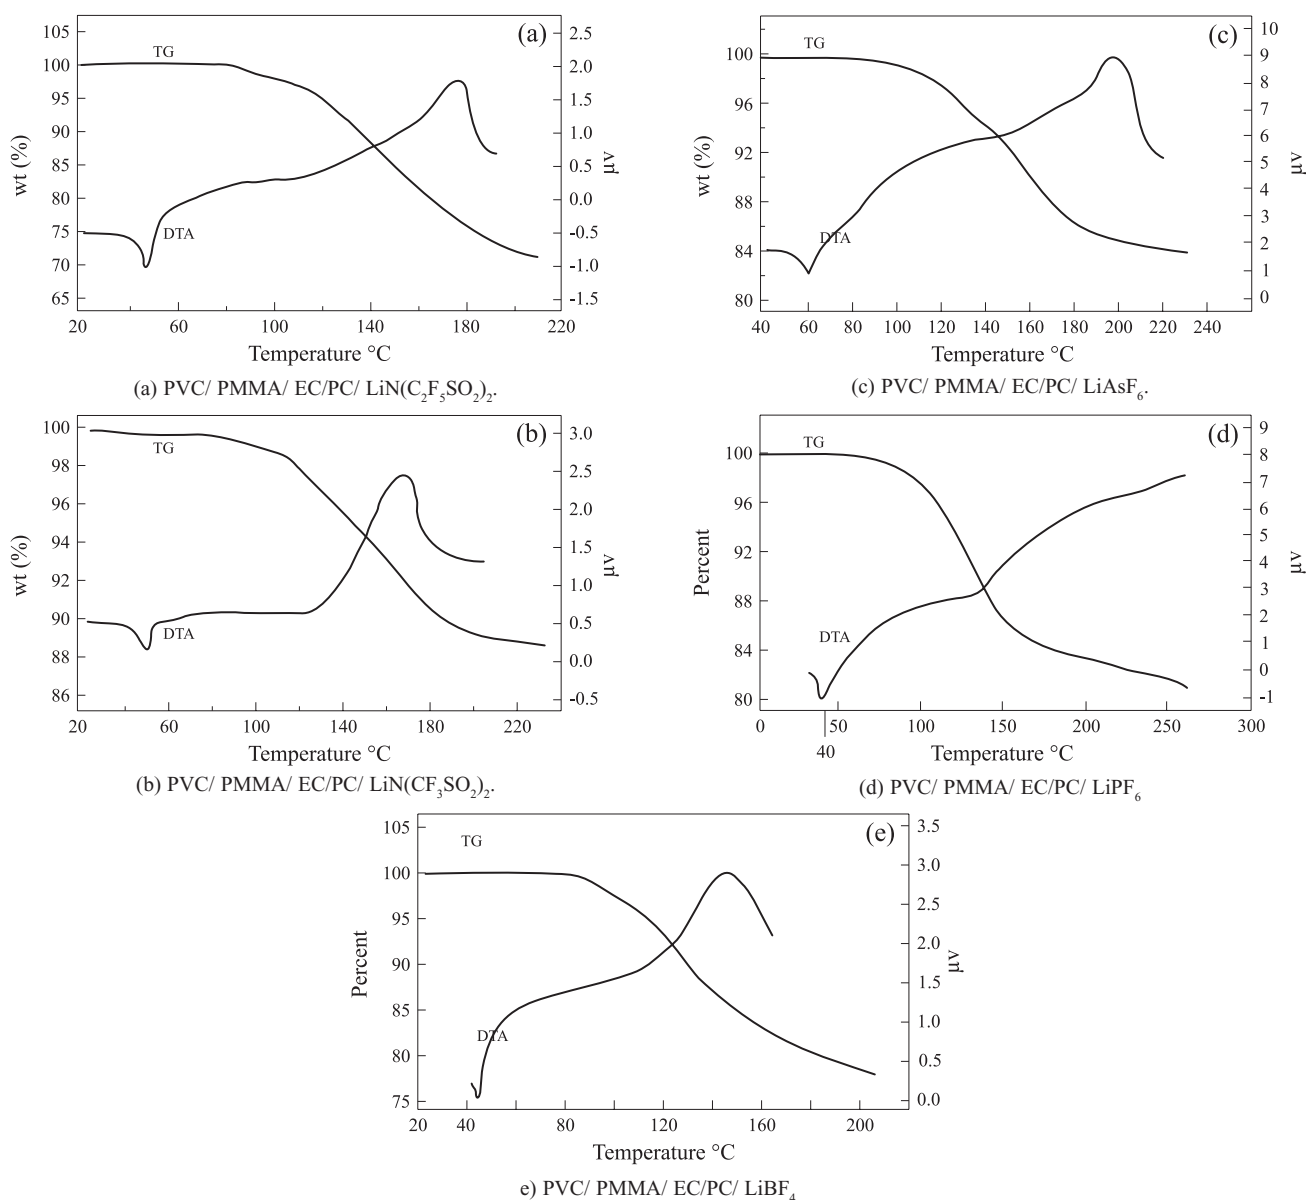 (a)
TG
DTA
105
100
95
90
85
80
75
70
65
wt (%)
2.5
2.0
1.5
1.0
0.5
0.0
-0.5
-1.0
-1.5
μv
20 60 100 140 180 220
Temperature °C
(a) PVC/ PMMA/ EC/PC/ LiN(C₂F₅SO₂)₂.
(c)
TG
DTA
100
96
92
88
84
80
wt (%)
10
9
8
7
6
5
4
3
2
1
0
μv
40 60 80 100 120 140 160 180 200 220 240
Temperature °C
(c) PVC/ PMMA/ EC/PC/ LiAsF₆.
(b)
TG
DTA
100
98
96
94
92
90
88
86
wt (%)
3.0
2.5
2.0
1.5
1.0
0.5
0.0
-0.5
μv
20 60 100 140 180 220
Temperature °C
(b) PVC/ PMMA/ EC/PC/ LiN(CF₃SO₂)₂.
(d)
TG
DTA
100
96
92
88
84
80
Percent
9
8
7
6
5
4
3
2
1
0
-1
μv
0 50 100 150 200 250 300
40
Temperature °C
(d) PVC/ PMMA/ EC/PC/ LiPF₆
(e)
TG
DTA
105
100
95
90
85
80
75
Percent
3.5
3.0
2.5
2.0
1.5
1.0
0.5
0.0
μv
20 40 80 120 160 200
Temperature °C
e) PVC/ PMMA/ EC/PC/ LiBF₄